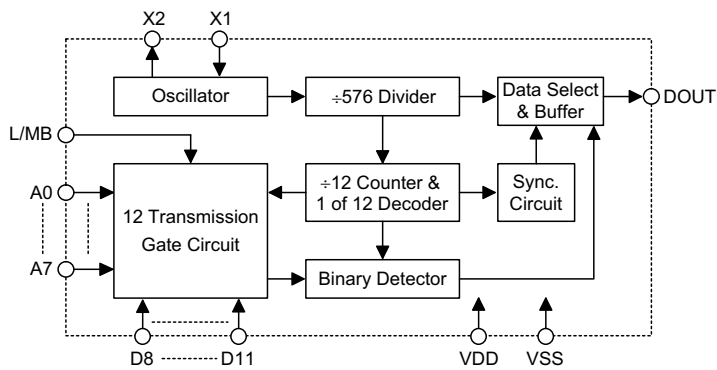 X2 X1
Oscillator
÷576 Divider
Data Select
& Buffer
DOUT
L/MB
A0
A7
12 Transmission
Gate Circuit
÷12 Counter &
1 of 12 Decoder
Sync.
Circuit
Binary Detector
D8 D11 VDD VSS